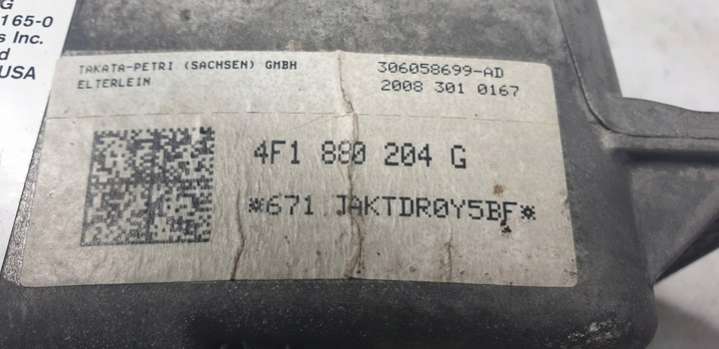 G
165-0
s Inc.
d
USA
TAKATA-PETRI (SACHSEN) GMBH
ELTERLEIN
306058699-AD
2008 301 0167
4F1 880 204 G
*671 JAKTDR0Y5BF*